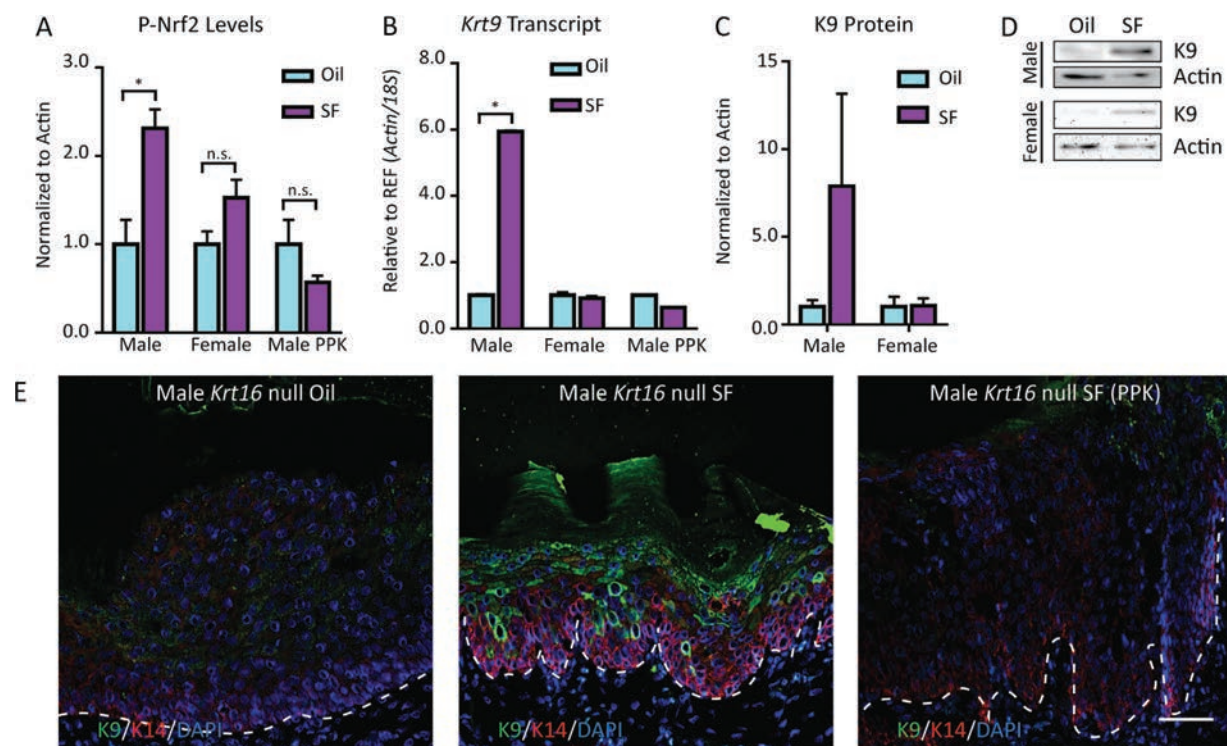 A
P-Nrf2 Levels
Normalized to Actin
3.0
2.0
1.0
0.0
*
n.s.
n.s.
Oil
SF
Male
Female
Male PPK
B
Krt9 Transcript
Relative to REF (Actin/18S)
8.0
6.0
4.0
2.0
0.0
*
Oil
SF
Male
Female
Male PPK
C
K9 Protein
Normalized to Actin
15
10
5.0
0.0
Oil
SF
Male
Female
D
Oil SF
Male
K9
Actin
Female
K9
Actin
E
Male Krt16 null Oil
K9/K14/DAPI
Male Krt16 null SF
K9/K14/DAPI
Male Krt16 null SF (PPK)
K9/K14/DAPI